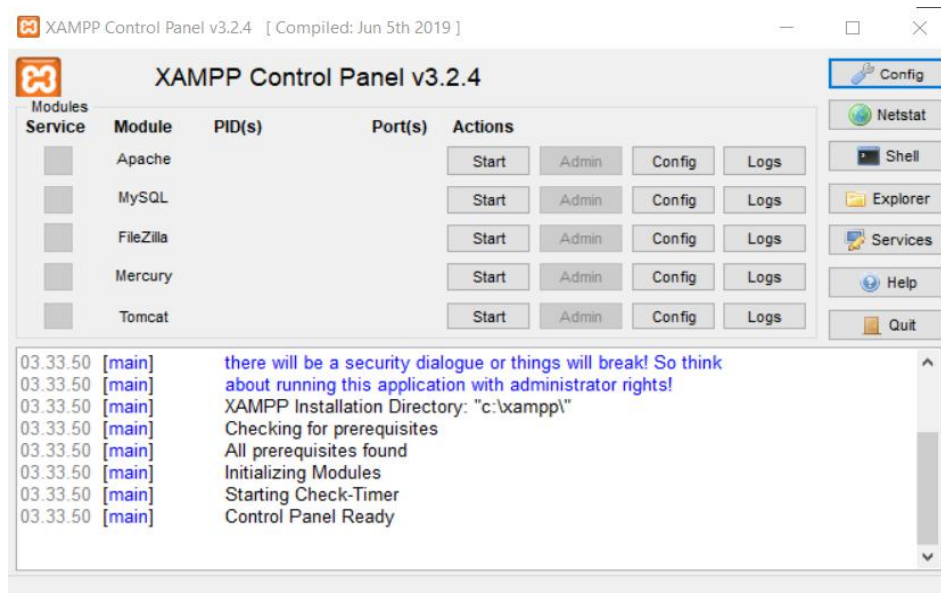 XAMPP Control Panel v3.2.4 [ Compiled: Jun 5th 2019 ]
XAMPP Control Panel v3.2.4
Config
Modules
Service Module PID(s) Port(s) Actions
Netstat
Apache Start Admin Config Logs
Shell
MySQL Start Admin Config Logs
Explorer
FileZilla Start Admin Config Logs
Services
Mercury Start Admin Config Logs
Help
Tomcat Start Admin Config Logs
Quit
03.33.50 [main] there will be a security dialogue or things will break! So think
03.33.50 [main] about running this application with administrator rights!
03.33.50 [main] XAMPP Installation Directory: "c:\xampp\"
03.33.50 [main] Checking for prerequisites
03.33.50 [main] All prerequisites found
03.33.50 [main] Initializing Modules
03.33.50 [main] Starting Check-Timer
03.33.50 [main] Control Panel Ready